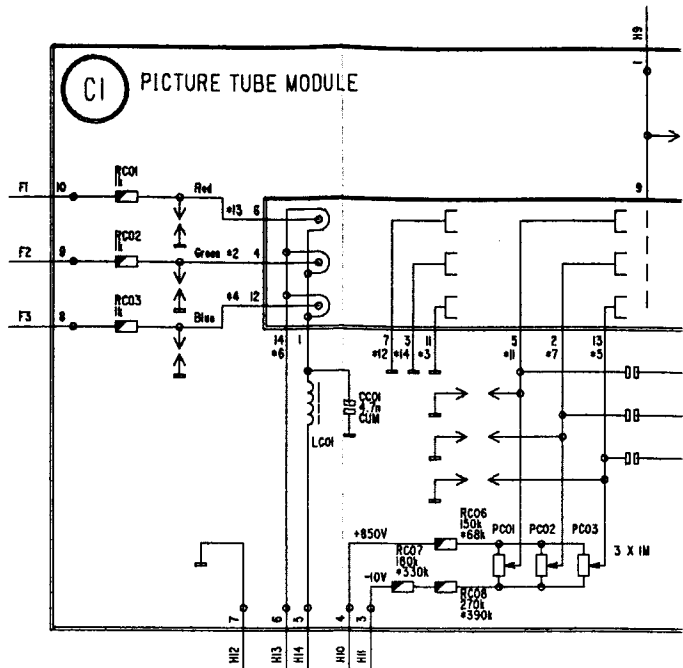 H9
1
C1 PICTURE TUBE MODULE
RC01
1k
F1 10 Red *13 6
9
RC02
1k
F2 9 Green *2 4
RC03
1k
F3 8 Blue *4 12
14 1 7 3 11 5 2 13
*6 *12 *14 *3 *11 *7 *5
CC01
4.7n
CUM
LC01
RC06
150k
*68k
PC01 PC02 PC03
+850V
RC07
180k
*330k
3 X 1M
-10V
RC08
270k
*390k
7 6 5 4 3
H12 H13 H14 H10 H11